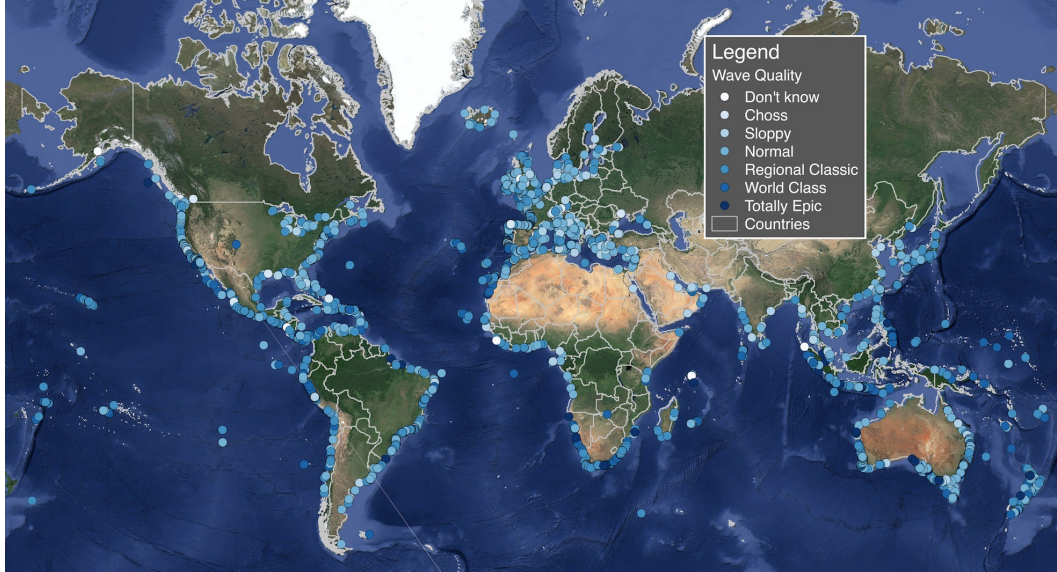 Legend
Wave Quality
Don't know
Choss
Sloppy
Normal
Regional Classic
World Class
Totally Epic
Countries